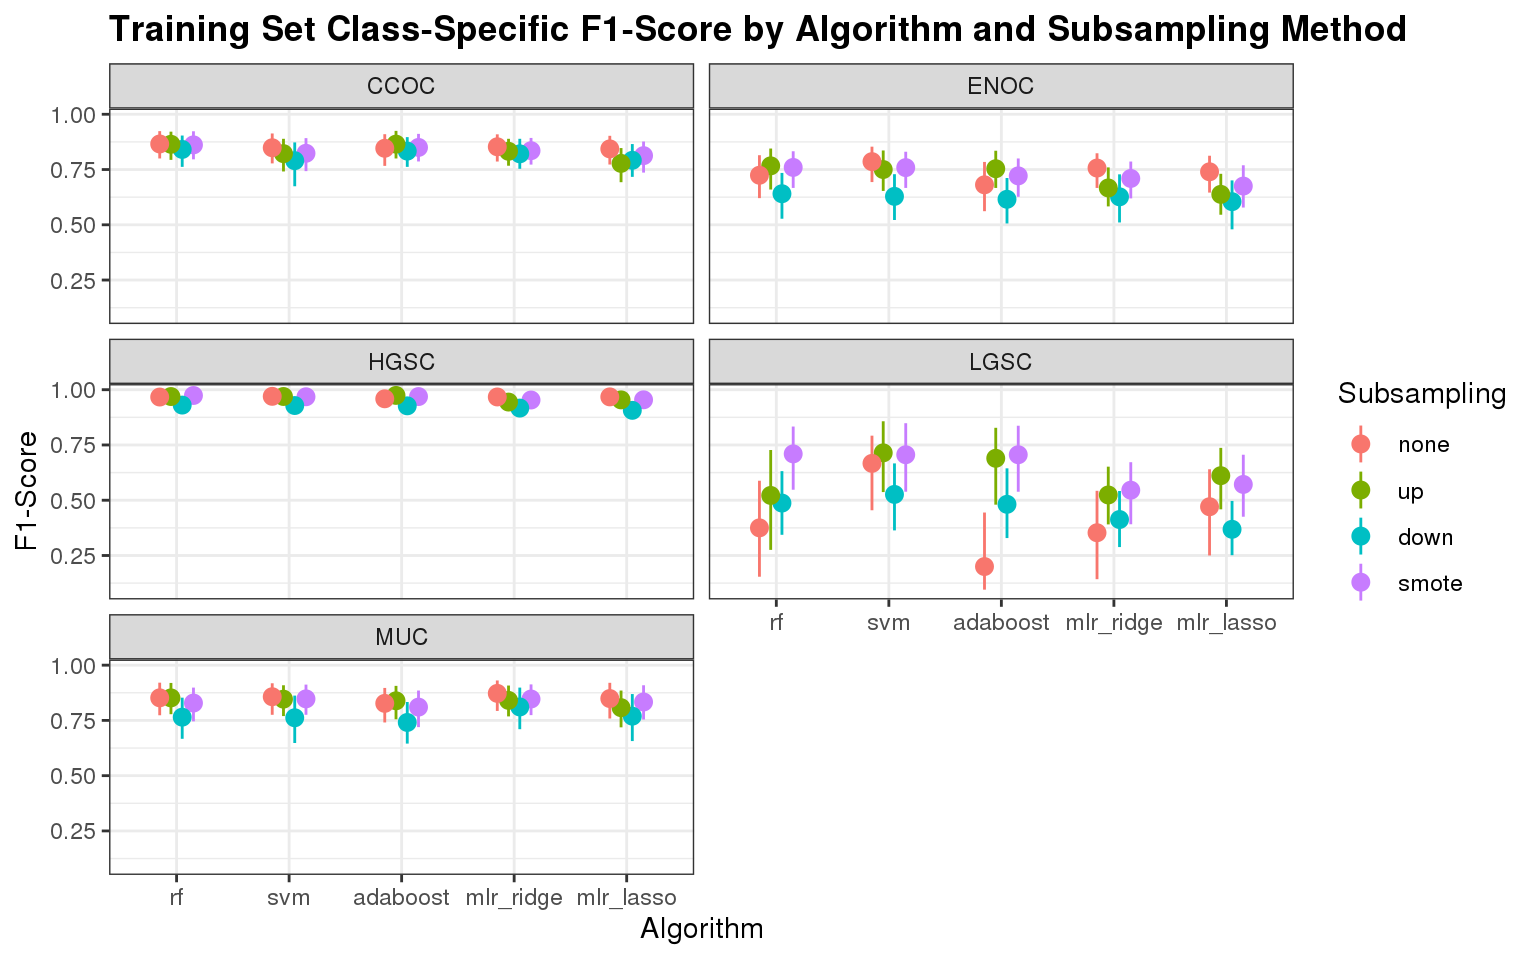 Training Set Class-Specific F1-Score by Algorithm and Subsampling Method
CCOC
ENOC
1.00
0.75
0.50
0.25
HGSC
LGSC
1.00
0.75
0.50
0.25
rf svm adaboost mlr_ridge mlr_lasso
MUC
1.00
0.75
0.50
0.25
rf svm adaboost mlr_ridge mlr_lasso
Algorithm
F1-Score
Subsampling
none
up
down
smote